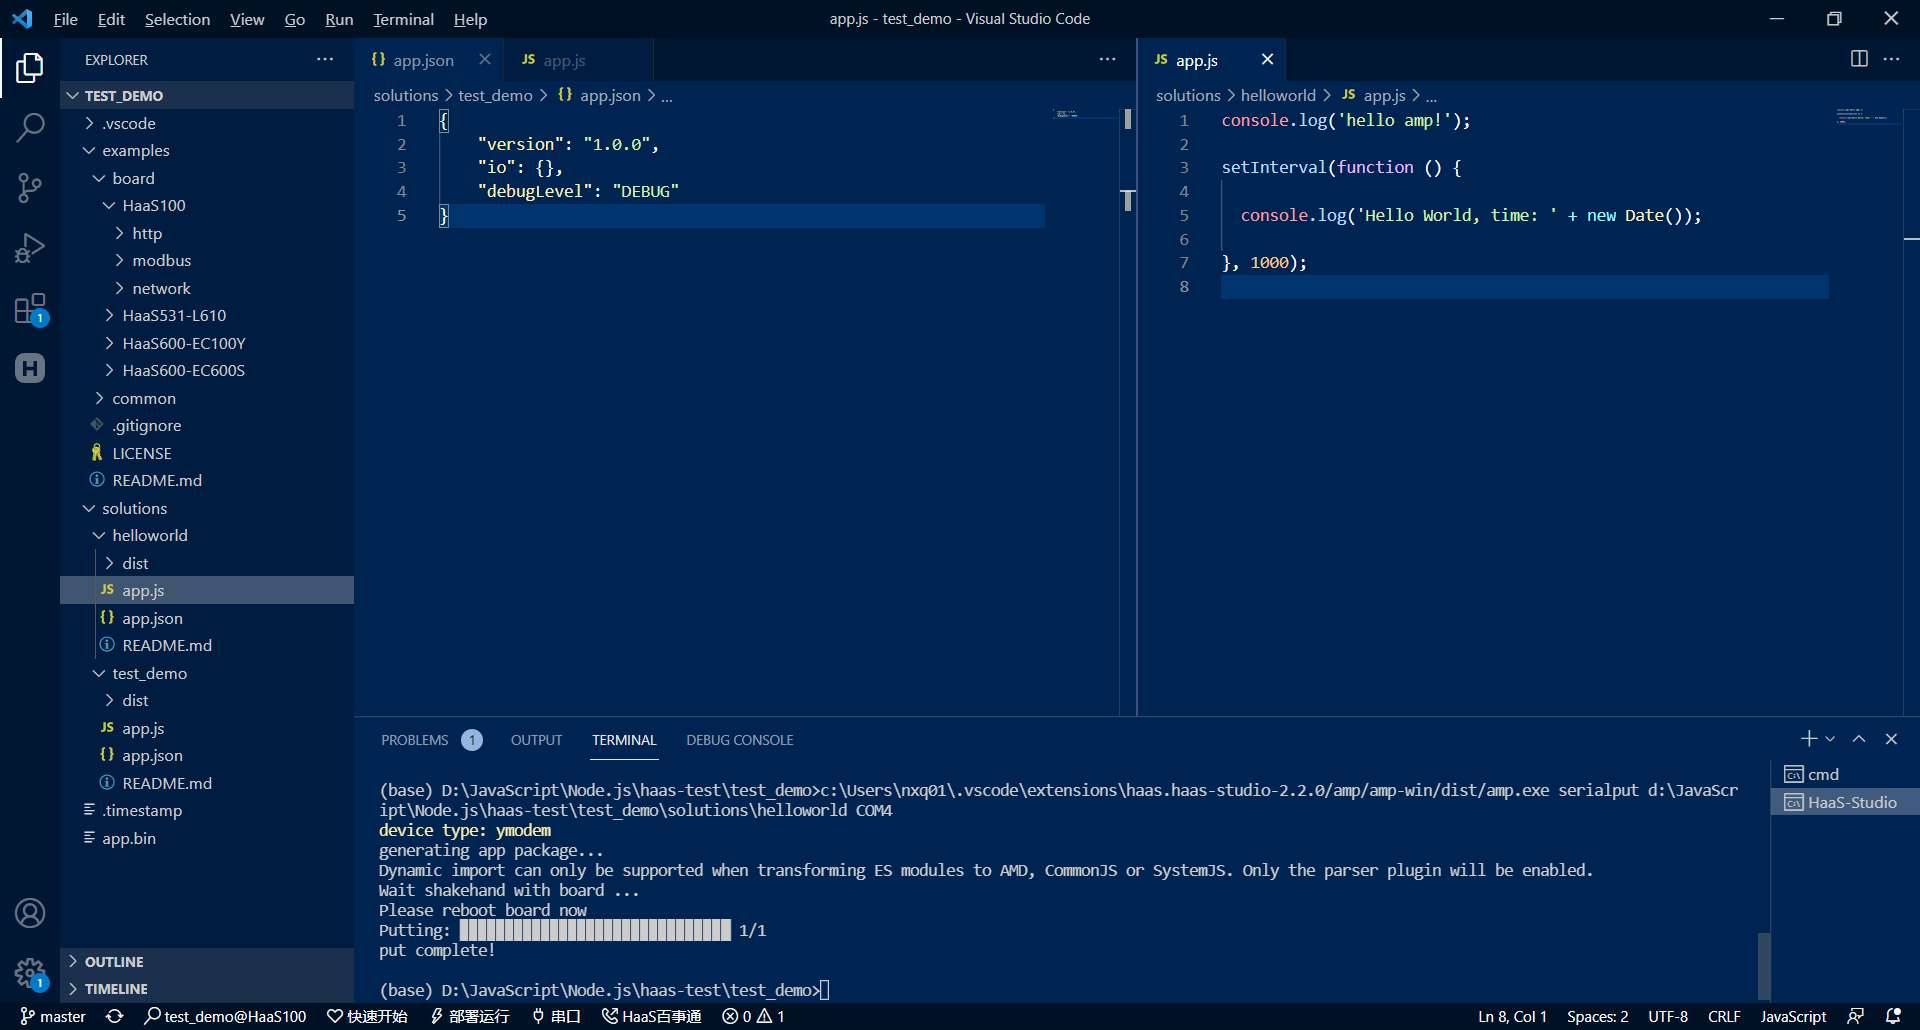 File Edit Selection View Go Run Terminal Help
app.js - test_demo - Visual Studio Code
EXPLORER
TEST_DEMO
.vscode
examples
board
HaaS100
http
modbus
network
HaaS531-L610
HaaS600-EC100Y
HaaS600-EC600S
common
.gitignore
LICENSE
README.md
solutions
helloworld
dist
JS app.js
{} app.json
README.md
test_demo
dist
JS app.js
{} app.json
README.md
.timestamp
app.bin
OUTLINE
TIMELINE
1
H
1
{} app.json
JS app.js
solutions > test_demo > {} app.json > ...
1 {
2 "version": "1.0.0",
3 "io": {},
4 "debugLevel": "DEBUG"
5 }
JS app.js
solutions > helloworld > JS app.js > ...
1 console.log('hello amp!');
2
3 setInterval(function () {
4
5 console.log('Hello World, time: ' + new Date());
6
7 }, 1000);
8
PROBLEMS 1 OUTPUT TERMINAL DEBUG CONSOLE
(base) D:\JavaScript\Node.js\haas-test\test_demo>c:\Users\nxq01\.vscode\extensions\haas.haas-studio-2.2.0/amp/amp-win/dist/amp.exe serialput d:\JavaScr
ipt\Node.js\haas-test\test_demo\solutions\helloworld COM4
device type: ymodem
generating app package...
Dynamic import can only be supported when transforming ES modules to AMD, CommonJS or SystemJS. Only the parser plugin will be enabled.
Wait shakehand with board ...
Please reboot board now
Putting: 1/1
put complete!
(base) D:\JavaScript\Node.js\haas-test\test_demo>
cmd
HaaS-Studio
master test_demo@HaaS100 快速开始 部署运行 串口 HaaS百事通 0 1
Ln 8, Col 1 Spaces: 2 UTF-8 CRLF JavaScript